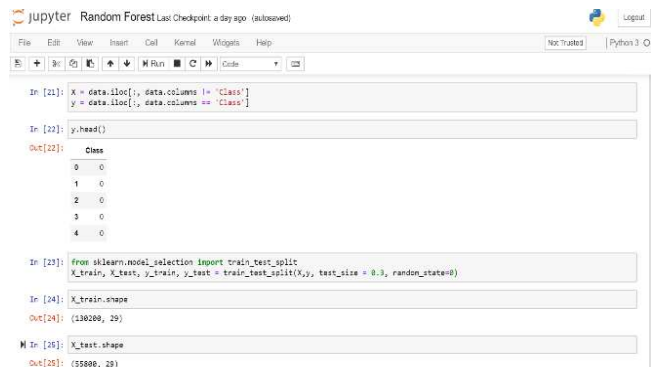 jupyter Random Forest Last Checkpoint: a day ago (autosaved)
Logout
File Edit View Insert Cell Kernel Widgets Help
Not Trusted
Python 3 O
Run
Code
In [21]: X = data.iloc[:, data.columns != 'Class']
y = data.iloc[:, data.columns == 'Class']
In [22]: y.head()
Out[22]:
Class
0 0
1 0
2 0
3 0
4 0
In [23]: from sklearn.model_selection import train_test_split
X_train, X_test, y_train, y_test = train_test_split(X,y, test_size = 0.3, random_state=0)
In [24]: X_train.shape
Out[24]: (130200, 29)
In [25]: X_test.shape
Out[25]: (55800, 29)